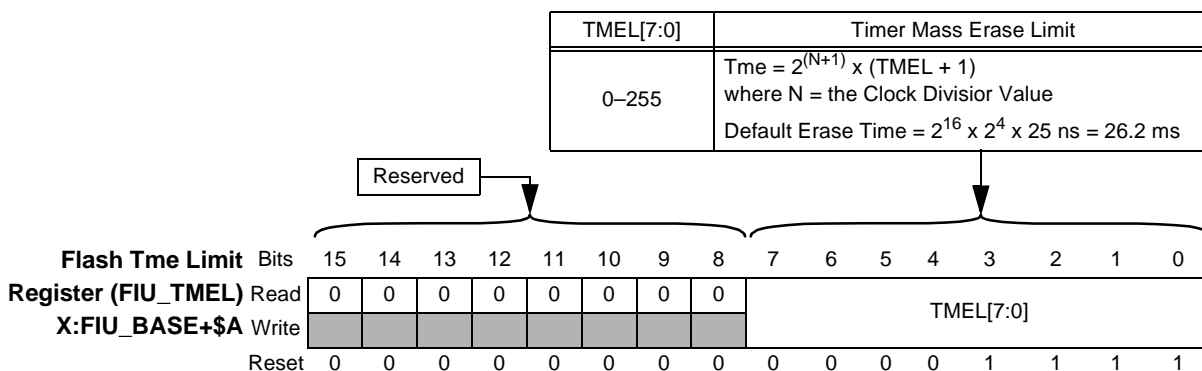 TMEL[7:0] Timer Mass Erase Limit
0–255
Tme = 2^(N+1) x (TMEL + 1)
where N = the Clock Divisior Value
Default Erase Time = 2^16 x 2^4 x 25 ns = 26.2 ms
Reserved
Flash Tme Limit Bits 15 14 13 12 11 10 9 8 7 6 5 4 3 2 1 0
Register (FIU_TMEL) Read 0 0 0 0 0 0 0 0 TMEL[7:0]
X:FIU_BASE+$A Write
Reset 0 0 0 0 0 0 0 0 0 0 0 0 1 1 1 1